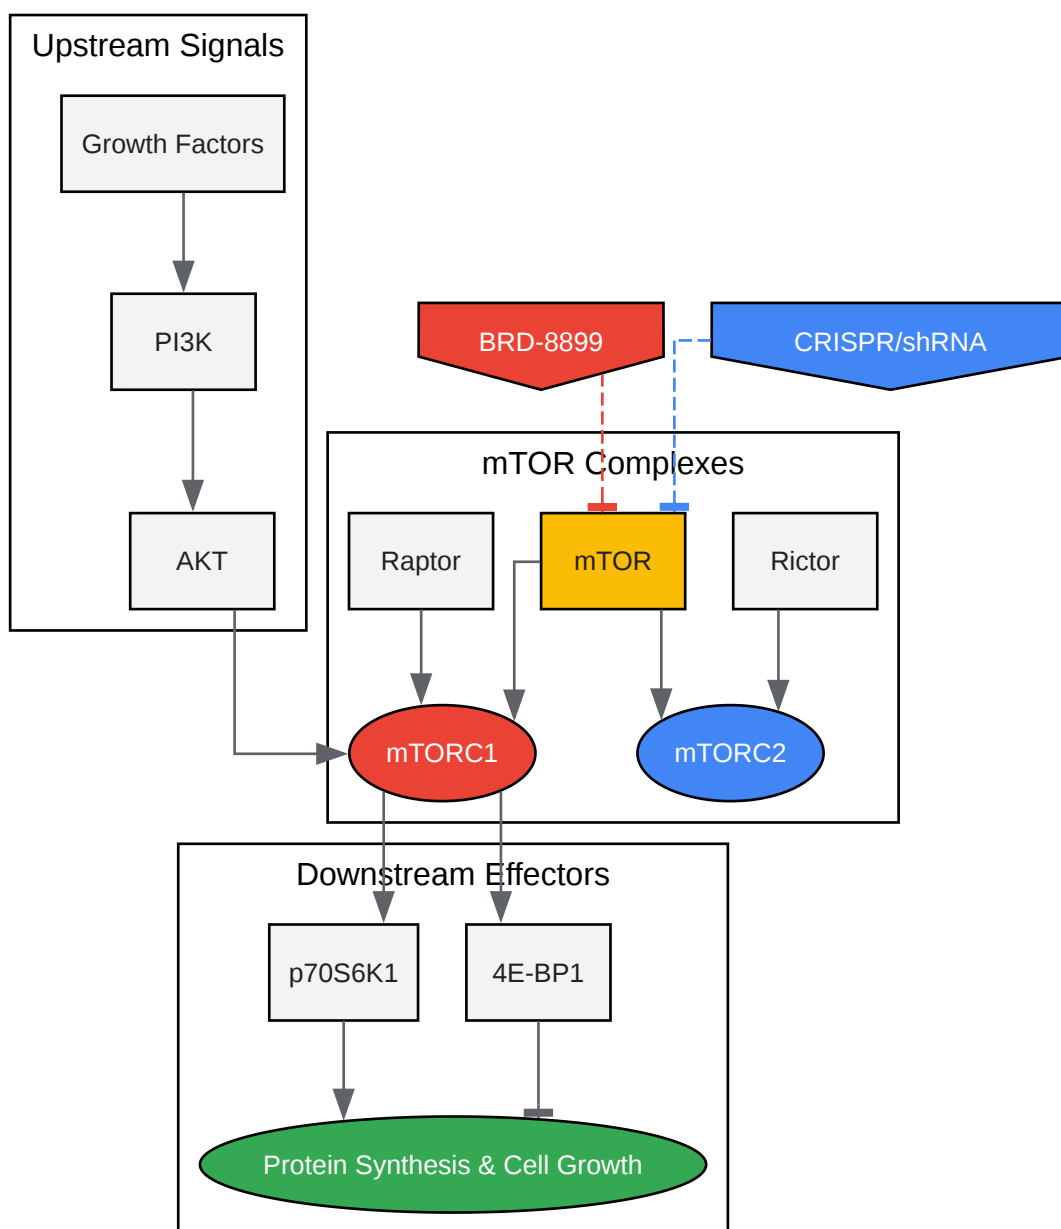 Upstream Signals
Growth Factors
PI3K
BRD-8899
CRISPR/shRNA
mTOR Complexes
AKT
Raptor
mTOR
Rictor
mTORC1
mTORC2
Downstream Effectors
p70S6K1
4E-BP1
Protein Synthesis & Cell Growth